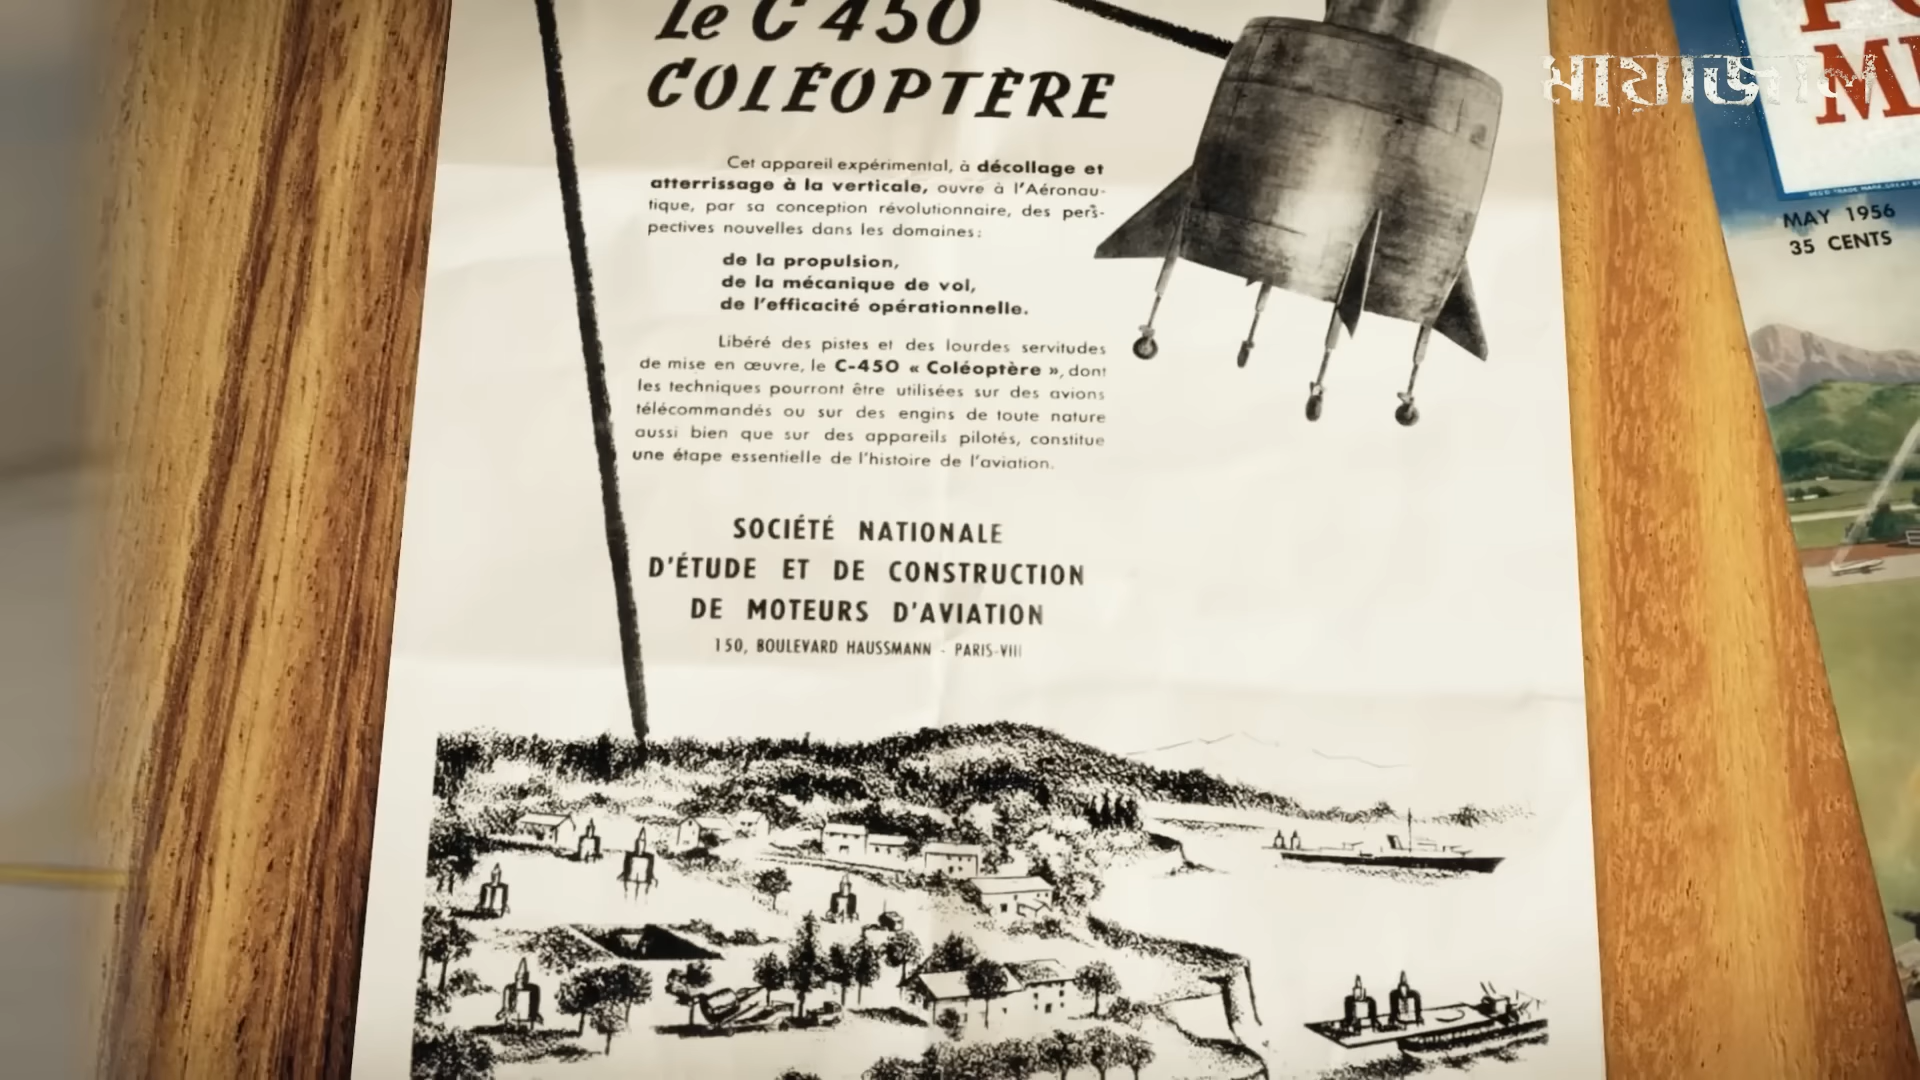 Le C 450
COLÉOPTÈRE
Cet appareil expérimental, à décollage et
atterrissage à la verticale, ouvre à l'Aéronau-
tique, par sa conception révolutionnaire, des pers-
pectives nouvelles dans les domaines:
de la propulsion,
de la mécanique de vol,
de l'efficacité opérationnelle.
Libéré des pistes et des lourdes servitudes
de mise en œuvre, le C-450 « Coléoptère », dont
les techniques pourront être utilisées sur des avions
télécommandés ou sur des engins de toute nature
aussi bien que sur des appareils pilotés, constitue
une étape essentielle de l'histoire de l'aviation.
SOCIÉTÉ NATIONALE
D'ÉTUDE ET DE CONSTRUCTION
DE MOTEURS D'AVIATION
150, BOULEVARD HAUSSMANN - PARIS-VIII
মায়াজাল
MAY 1956
35 CENTS